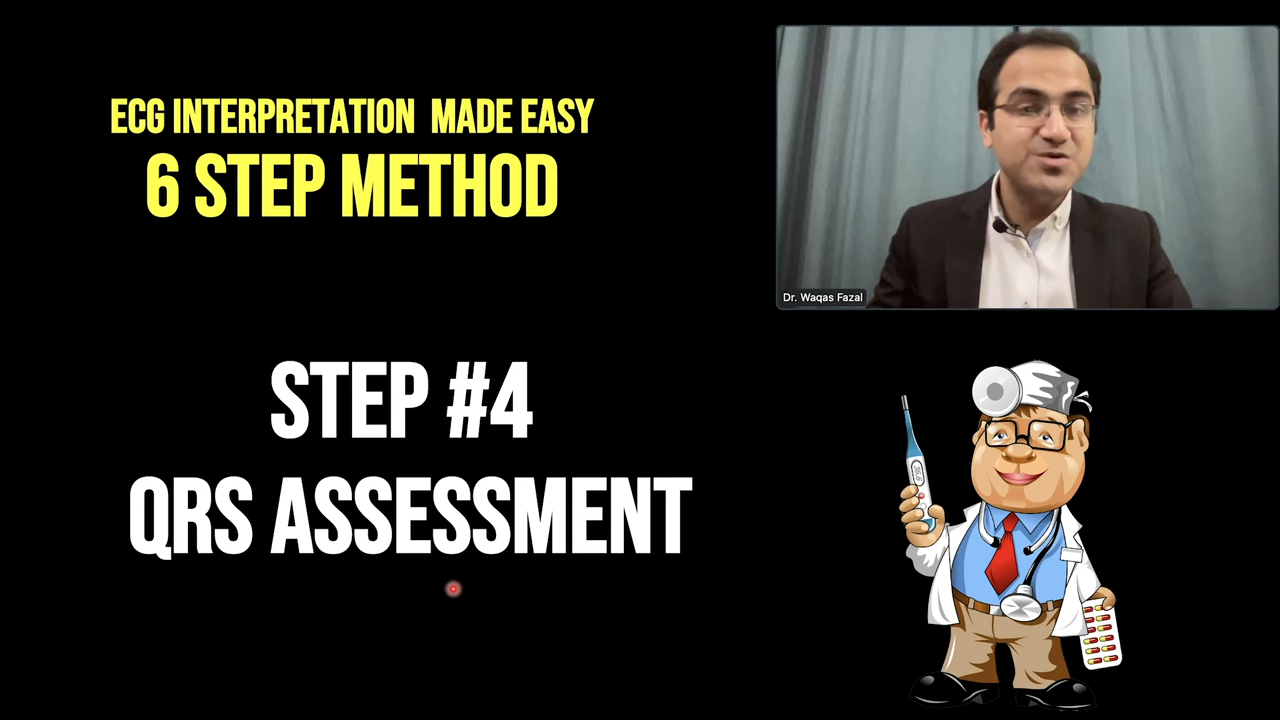 ECG INTERPRETATION MADE EASY
6 STEP METHOD
Dr. Waqas Fazal
STEP #4
QRS ASSESSMENT